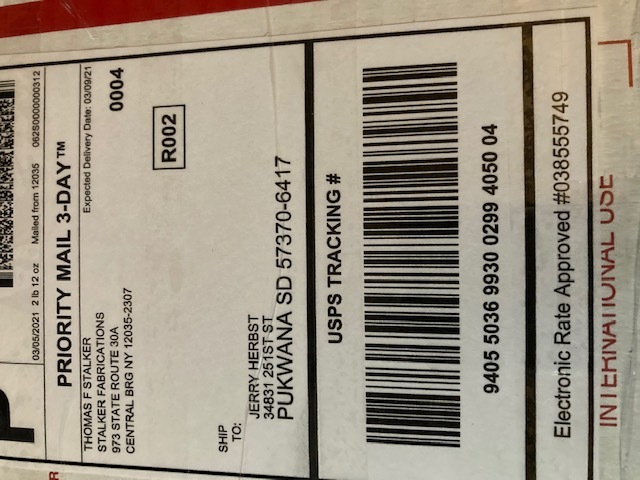 P
03/05/2021 2 lb 12 oz Mailed from 12035 062S0000000312
PRIORITY MAIL 3-DAY™
THOMAS F STALKER
STALKER FABRICATIONS
973 STATE ROUTE 30A
CENTRAL BRG NY 12035-2307
Expected Delivery Date: 03/09/21
0004
R002
SHIP
TO:
JERRY HERBST
34831 251ST ST
PUKWANA SD 57370-6417
USPS TRACKING #
9405 5036 9930 0299 4050 04
Electronic Rate Approved #038555749
INTERNATIONAL USE
R